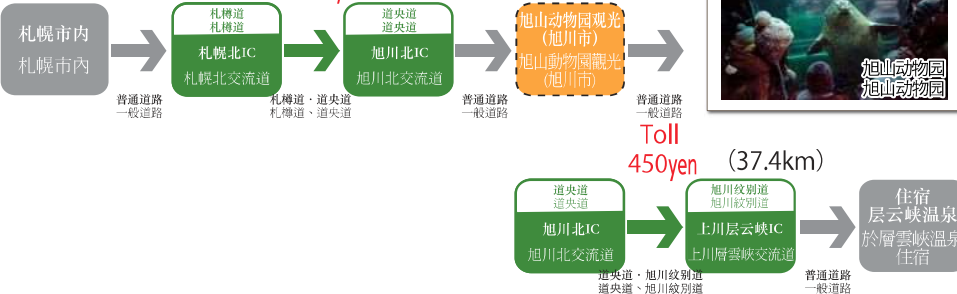 札幌市内
札幌市內
普通道路
一般道路
札樽道
札樽道
札幌北IC
札幌北交流道
札樽道・道央道
札樽道、道央道
道央道
道央道
旭川北IC
旭川北交流道
普通道路
一般道路
旭山动物园观光
(旭川市)
旭山動物園觀光
(旭川市)
普通道路
一般道路
旭山动物园
旭山动物园
Toll
450yen
（37.4km）
道央道
道央道
旭川北IC
旭川北交流道
道央道・旭川纹别道
道央道、旭川紋別道
旭川纹别道
旭川紋別道
上川层云峡IC
上川層雲峽交流道
普通道路
一般道路
住宿
层云峡温泉
於層雲峽溫泉
住宿